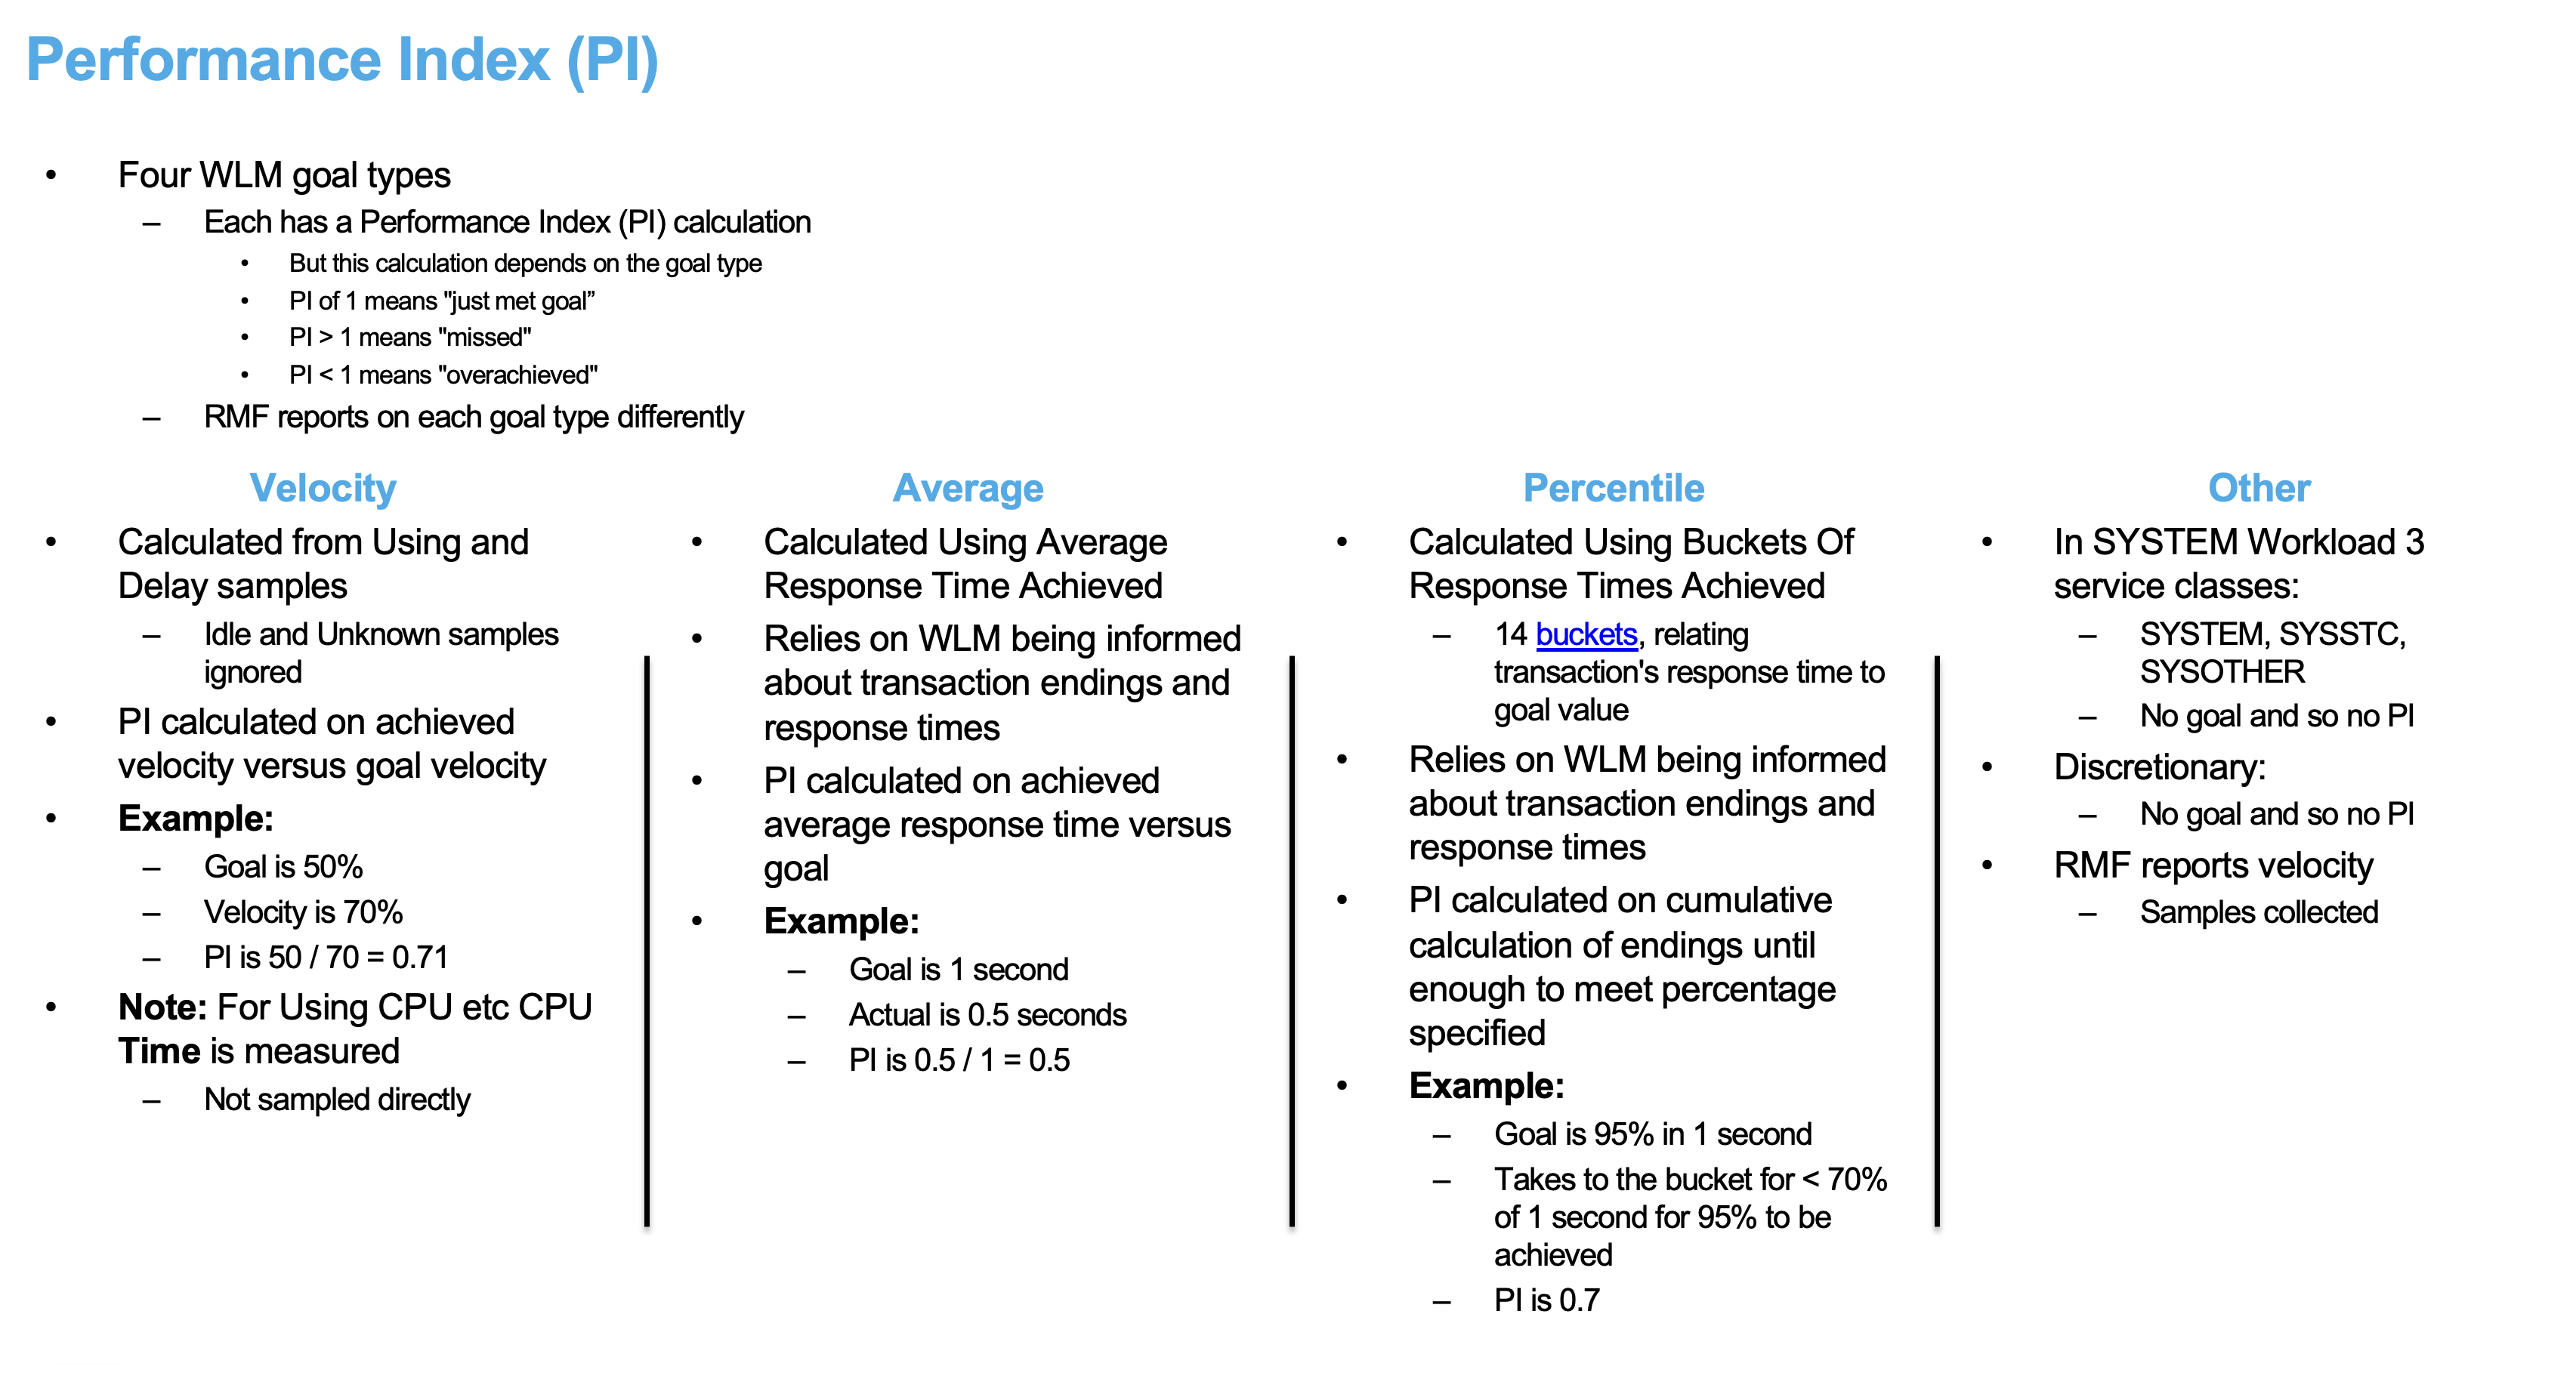 Performance Index (PI)
• Four WLM goal types
– Each has a Performance Index (PI) calculation
• But this calculation depends on the goal type
• PI of 1 means "just met goal”
• PI > 1 means "missed"
• PI < 1 means "overachieved"
– RMF reports on each goal type differently
Velocity
• Calculated from Using and
Delay samples
– Idle and Unknown samples
ignored
• PI calculated on achieved
velocity versus goal velocity
• Example:
– Goal is 50%
– Velocity is 70%
– PI is 50 / 70 = 0.71
• Note: For Using CPU etc CPU
Time is measured
– Not sampled directly
Average
• Calculated Using Average
Response Time Achieved
• Relies on WLM being informed
about transaction endings and
response times
• PI calculated on achieved
average response time versus
goal
• Example:
– Goal is 1 second
– Actual is 0.5 seconds
– PI is 0.5 / 1 = 0.5
Percentile
• Calculated Using Buckets Of
Response Times Achieved
– 14 buckets, relating
transaction's response time to
goal value
• Relies on WLM being informed
about transaction endings and
response times
• PI calculated on cumulative
calculation of endings until
enough to meet percentage
specified
• Example:
– Goal is 95% in 1 second
– Takes to the bucket for < 70%
of 1 second for 95% to be
achieved
– PI is 0.7
Other
• In SYSTEM Workload 3
service classes:
– SYSTEM, SYSSTC,
SYSOTHER
– No goal and so no PI
• Discretionary:
– No goal and so no PI
• RMF reports velocity
– Samples collected